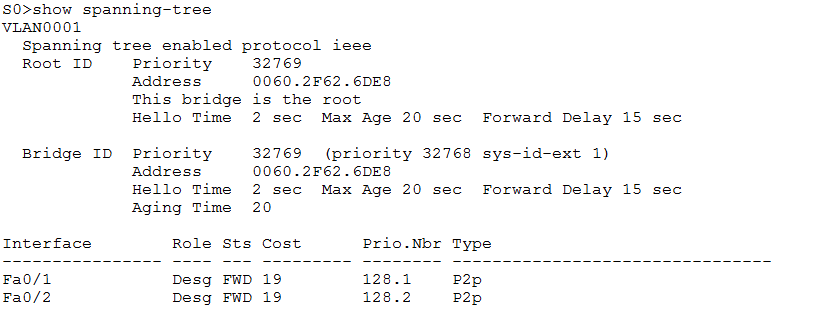 S0>show spanning-tree
VLAN0001
  Spanning tree enabled protocol ieee
  Root ID    Priority    32769
             Address     0060.2F62.6DE8
             This bridge is the root
             Hello Time  2 sec  Max Age 20 sec  Forward Delay 15 sec

  Bridge ID  Priority    32769  (priority 32768 sys-id-ext 1)
             Address     0060.2F62.6DE8
             Hello Time  2 sec  Max Age 20 sec  Forward Delay 15 sec
             Aging Time  20

Interface        Role Sts Cost      Prio.Nbr Type
---------------- ---- --- --------- -------- --------------------------------
Fa0/1            Desg FWD 19        128.1    P2p
Fa0/2            Desg FWD 19        128.2    P2p